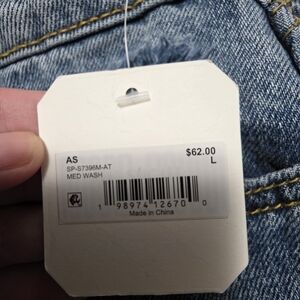 AS $62.00
SP-S7396M-AT L
MED WASH
1 98974 12670 0
Made in China